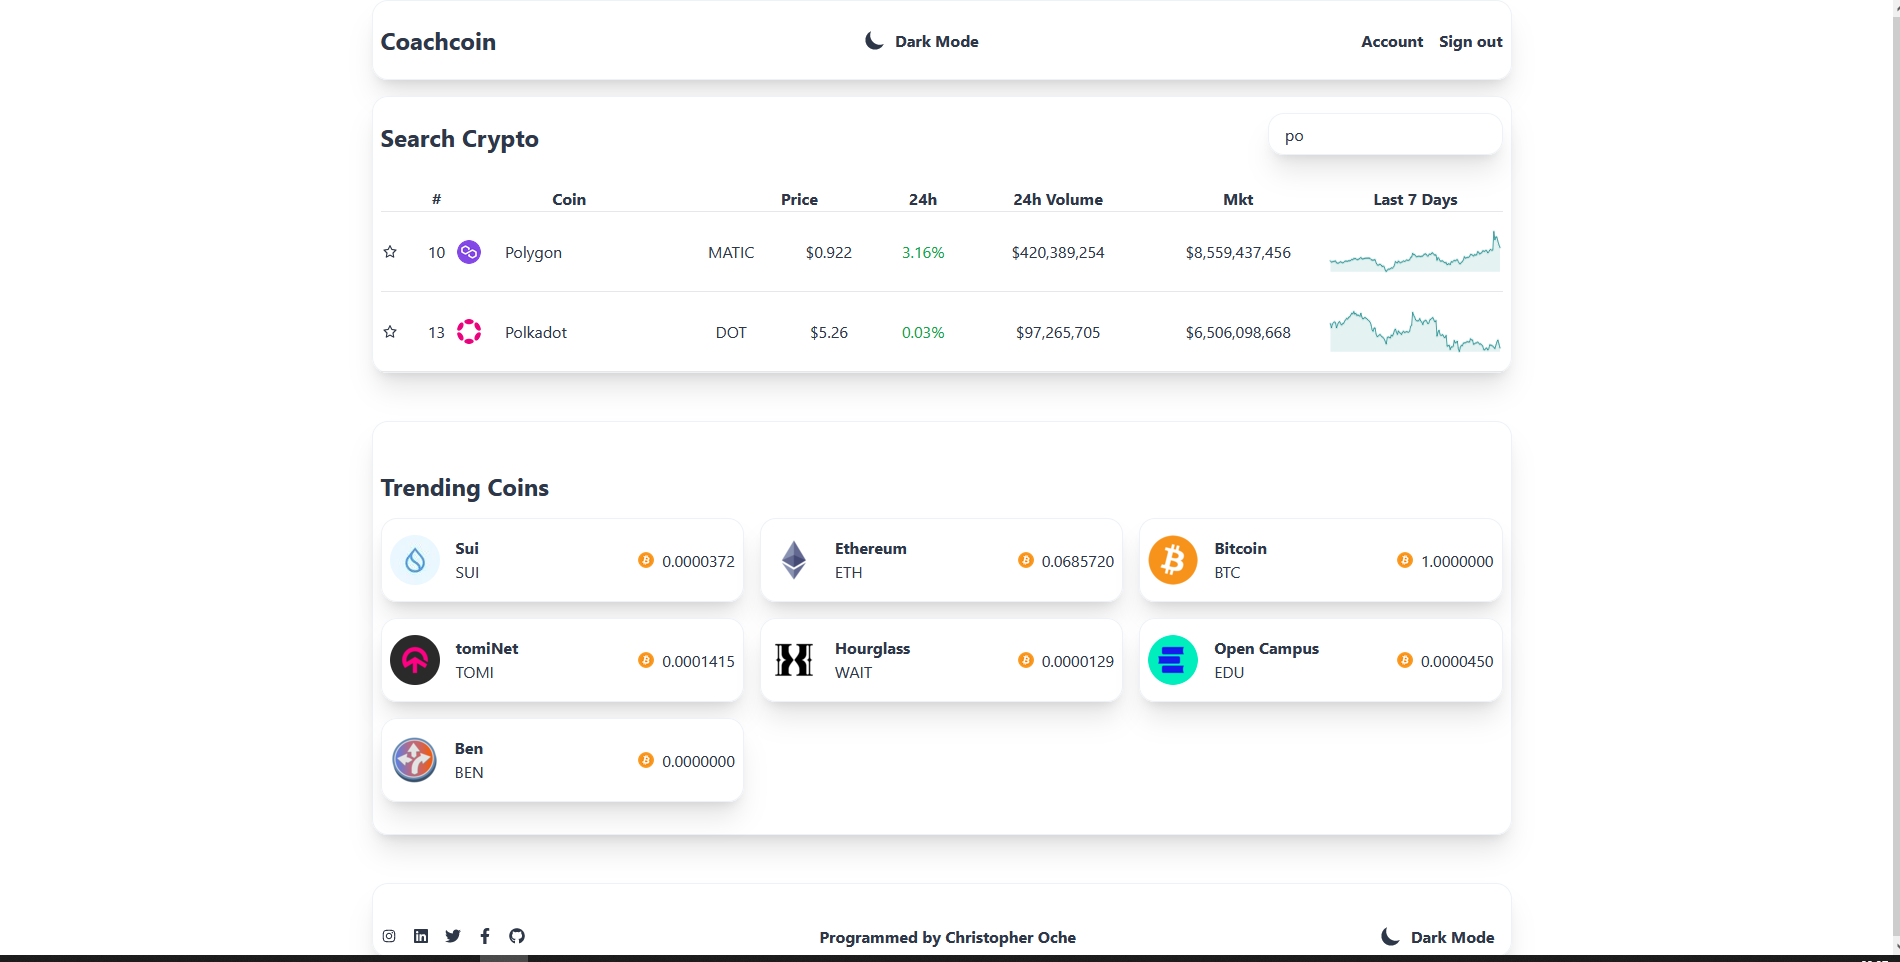 Coachcoin Dark Mode Account Sign out
Search Crypto po
# Coin Price 24h 24h Volume Mkt Last 7 Days
10 Polygon MATIC $0.922 3.16% $420,389,254 $8,559,437,456
13 Polkadot DOT $5.26 0.03% $97,265,705 $6,506,098,668
Trending Coins
Sui
SUI
0.0000372
Ethereum
ETH
0.0685720
Bitcoin
BTC
1.0000000
tomiNet
TOMI
0.0001415
Hourglass
WAIT
0.0000129
Open Campus
EDU
0.0000450
Ben
BEN
0.0000000
Programmed by Christopher Oche Dark Mode